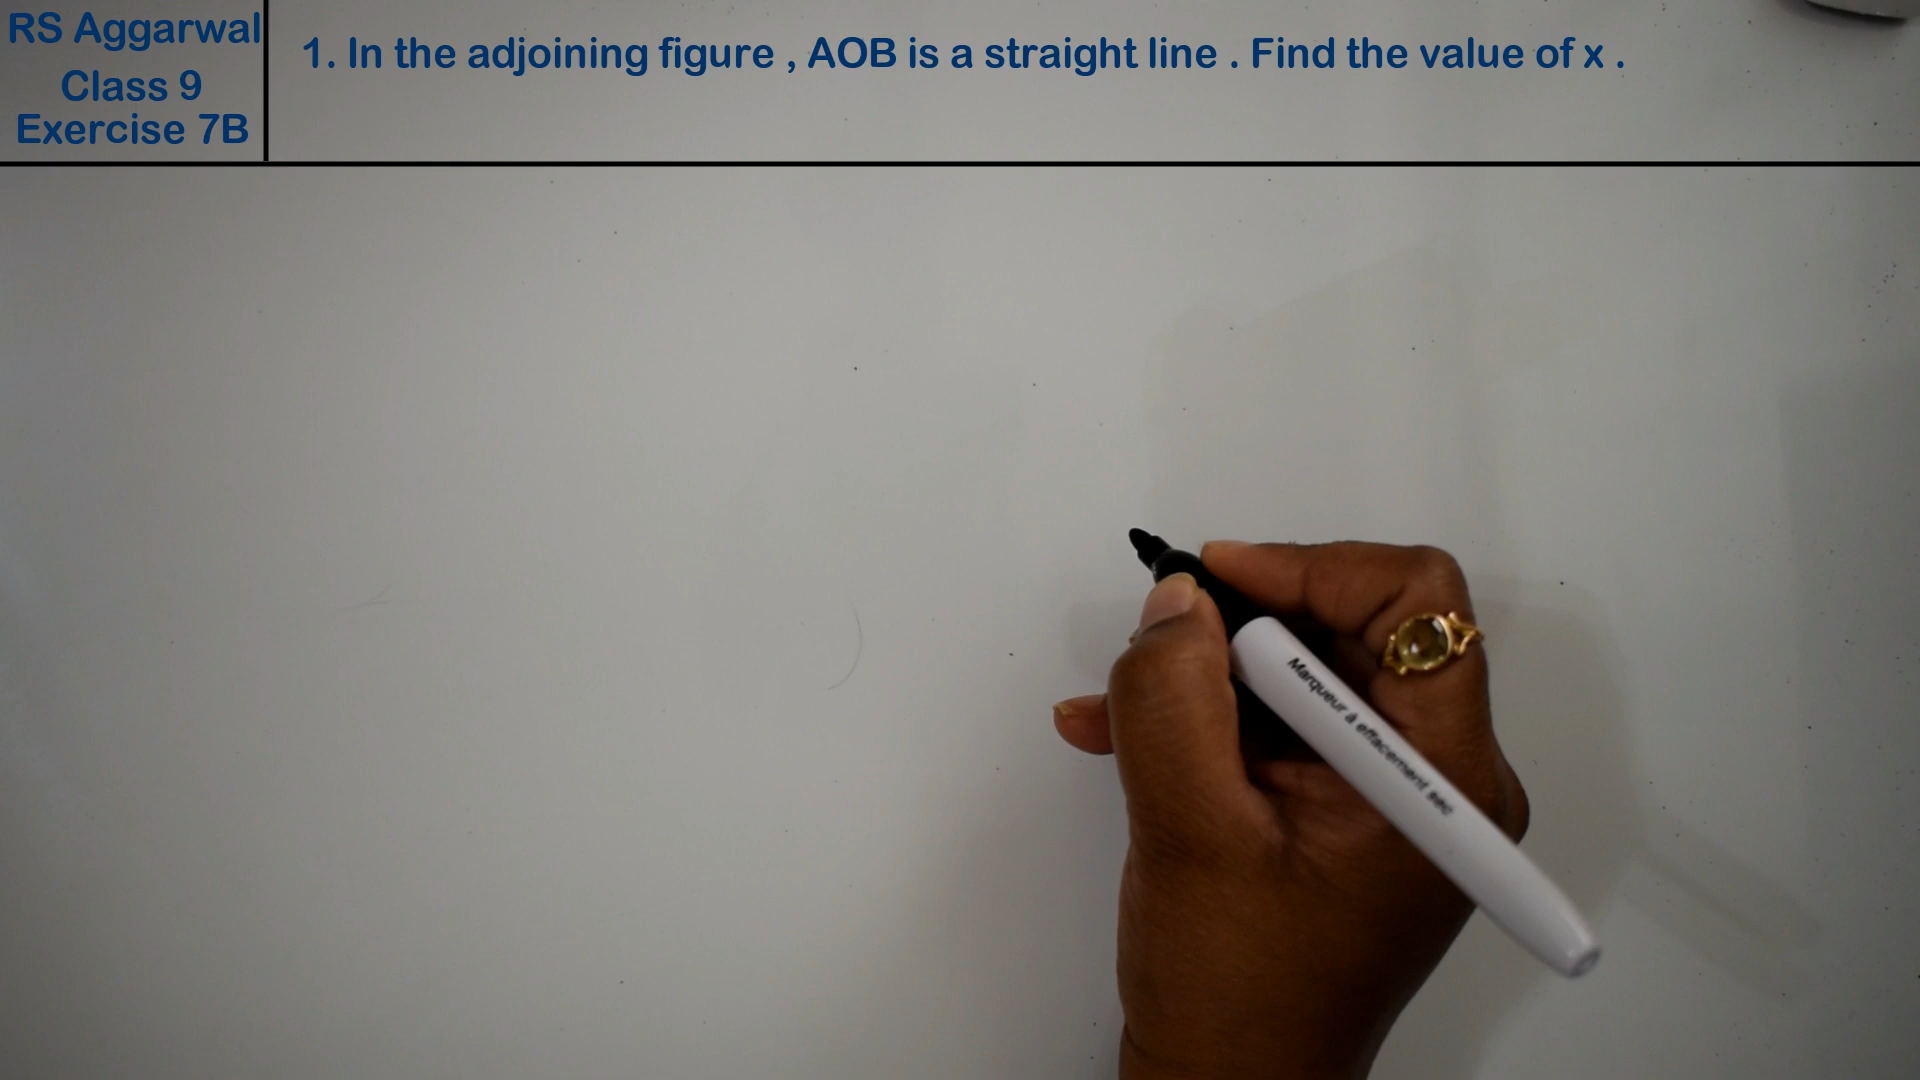 RS Aggarwal
Class 9
Exercise 7B
1. In the adjoining figure , AOB is a straight line . Find the value of x .
Marqueur à effacement sec